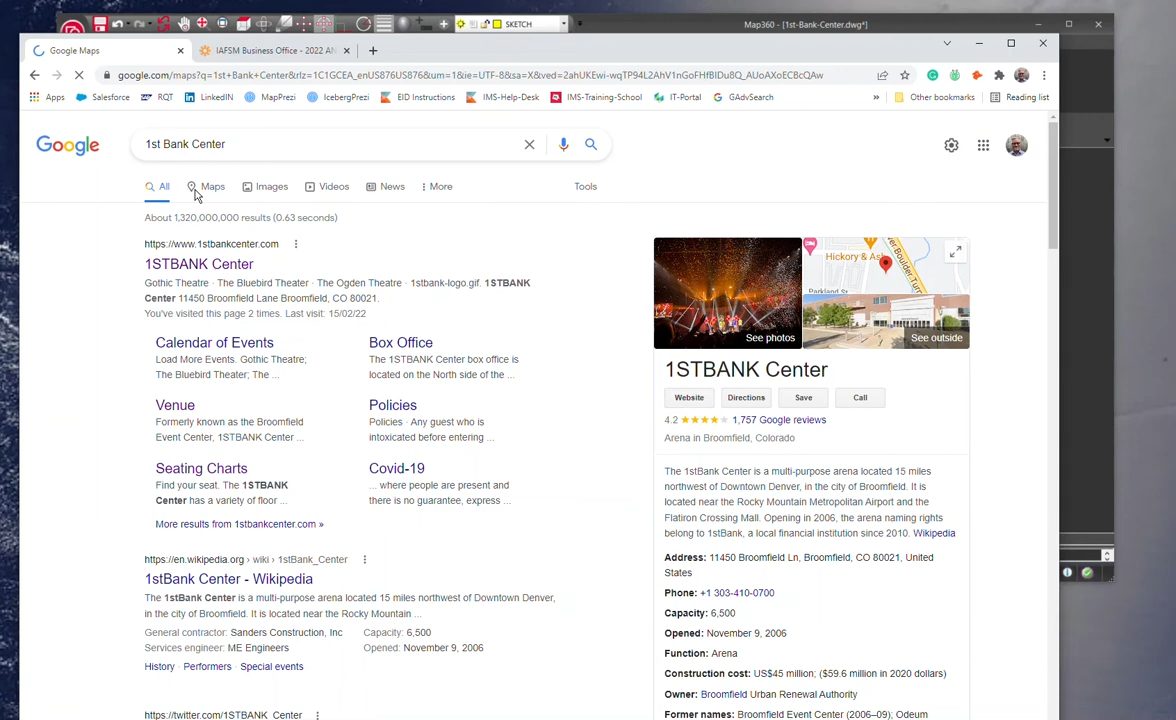 SKETCH
Map360 - [1st-Bank-Center.dwg*]
Google Maps
IAFSM Business Office - 2022 AN
google.com/maps?q=1st+Bank+Center&rlz=1C1GCEA_enUS876US876&um=1&ie=UTF-8&sa=X&ved=2ahUKEwi-wqTP94L2AhV1nGoFHfBIDu8Q_AUoAXoECBcQAw
Apps
Salesforce
RQT
LinkedIN
MapPrezi
IcebergPrezi
EID Instructions
IMS-Help-Desk
IMS-Training-School
IT-Portal
GAdvSearch
»
Other bookmarks
Reading list
Google
1st Bank Center
All
Maps
Images
Videos
News
More
Tools
About 1,320,000,000 results (0.63 seconds)
https://www.1stbankcenter.com
1STBANK Center
Gothic Theatre · The Bluebird Theater · The Ogden Theatre · 1stbank-logo.gif. 1STBANK
Center 11450 Broomfield Lane Broomfield, CO 80021.
You've visited this page 2 times. Last visit: 15/02/22
Calendar of Events
Load More Events. Gothic Theatre;
The Bluebird Theater; The ...
Box Office
The 1STBANK Center box office is
located on the North side of the ...
Venue
Formerly known as the Broomfield
Event Center, 1STBANK Center ...
Policies
Policies · Any guest who is
intoxicated before entering ...
Seating Charts
Find your seat. The 1STBANK
Center has a variety of floor ...
Covid-19
... where people are present and
there is no guarantee, express ...
More results from 1stbankcenter.com »
https://en.wikipedia.org › wiki › 1stBank_Center
1stBank Center - Wikipedia
The 1stBank Center is a multi-purpose arena located 15 miles northwest of Downtown Denver,
in the city of Broomfield. It is located near the Rocky Mountain ...
General contractor: Sanders Construction, Inc
Capacity: 6,500
Services engineer: ME Engineers
Opened: November 9, 2006
History · Performers · Special events
https://twitter.com/1STBANK_Center
See photos
Hickory & As
Parkland St
Boulder Turn
See outside
1STBANK Center
Website
Directions
Save
Call
4.2
1,757 Google reviews
Arena in Broomfield, Colorado
The 1stBank Center is a multi-purpose arena located 15 miles
northwest of Downtown Denver, in the city of Broomfield. It is
located near the Rocky Mountain Metropolitan Airport and the
Flatiron Crossing Mall. Opening in 2006, the arena naming rights
belong to 1stBank, a local financial institution since 2010. Wikipedia
Address: 11450 Broomfield Ln, Broomfield, CO 80021, United
States
Phone: +1 303-410-0700
Capacity: 6,500
Opened: November 9, 2006
Function: Arena
Construction cost: US$45 million; ($59.6 million in 2020 dollars)
Owner: Broomfield Urban Renewal Authority
Former names: Broomfield Event Center (2006–09); Odeum